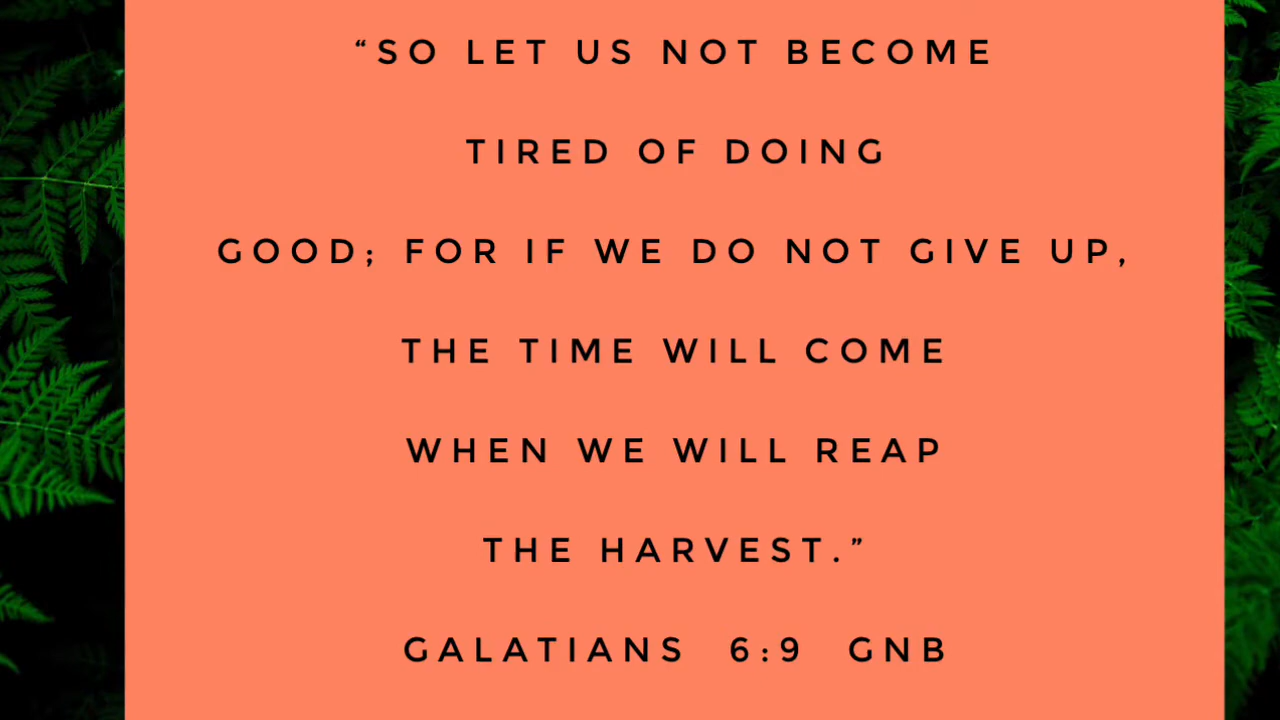 “SO LET US NOT BECOME
TIRED OF DOING
GOOD; FOR IF WE DO NOT GIVE UP,
THE TIME WILL COME
WHEN WE WILL REAP
THE HARVEST.”
GALATIANS 6:9 GNB